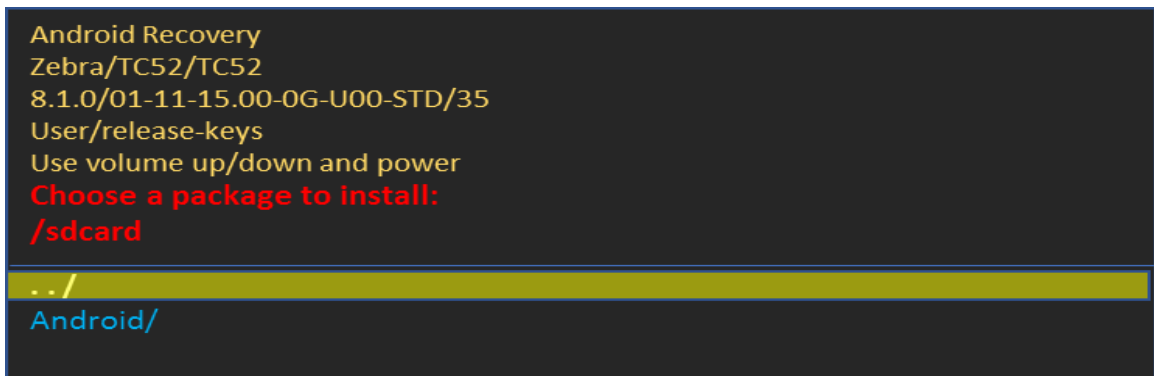 Android Recovery
Zebra/TC52/TC52
8.1.0/01-11-15.00-0G-U00-STD/35
User/release-keys
Use volume up/down and power
Choose a package to install:
/sdcard
../
Android/